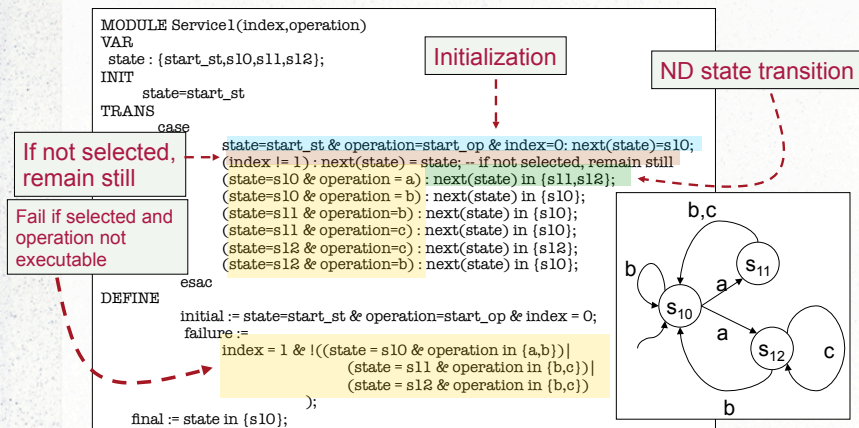 MODULE Service1(index,operation)
VAR
state : {start_st,s10,s11,s12};
INIT
state=start_st
TRANS
case
state=start_st & operation=start_op & index=0: next(state)=s10;
(index != 1) : next(state) = state; -- if not selected, remain still
(state=s10 & operation = a) : next(state) in {s11,s12};
(state=s10 & operation = b) : next(state) in {s10};
(state=s11 & operation=b) : next(state) in {s10};
(state=s11 & operation=c) : next(state) in {s10};
(state=s12 & operation=c) : next(state) in {s12};
(state=s12 & operation=b) : next(state) in {s10};
esac
DEFINE
initial := state=start_st & operation=start_op & index = 0;
failure :=
index = 1 & !((state = s10 & operation in {a,b})|
(state = s11 & operation in {b,c})|
(state = s12 & operation in {b,c})
);
final := state in {s10};
Initialization
ND state transition
If not selected,
remain still
Fail if selected and
operation not
executable
b,c
b
s11
a
s10
a
s12
c
b